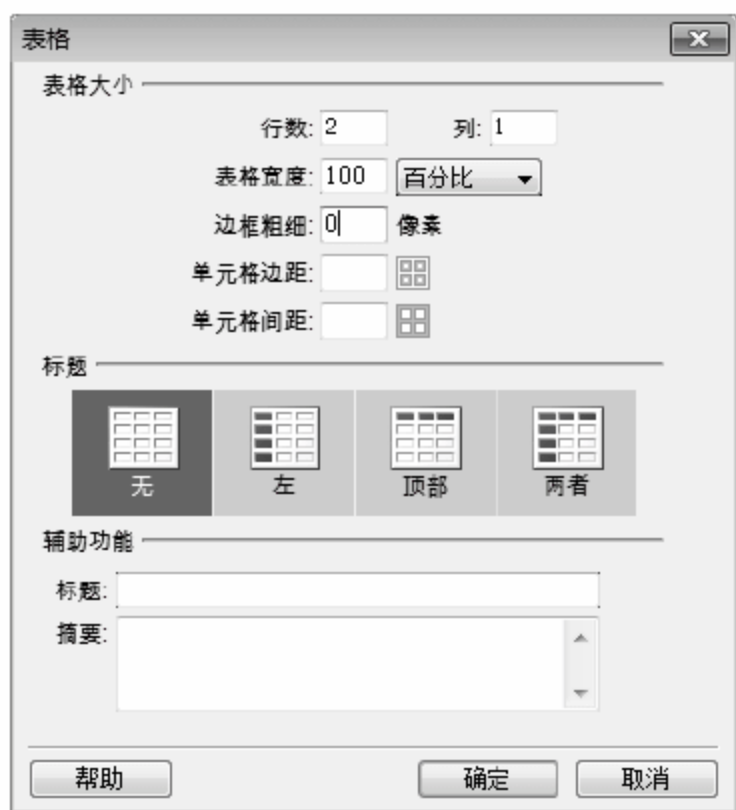 表格
表格大小
行数: 2 列: 1
表格宽度: 100 百分比
边框粗细: 0 像素
单元格边距:
单元格间距:
标题
无 左 顶部 两者
辅助功能
标题:
摘要:
帮助 确定 取消